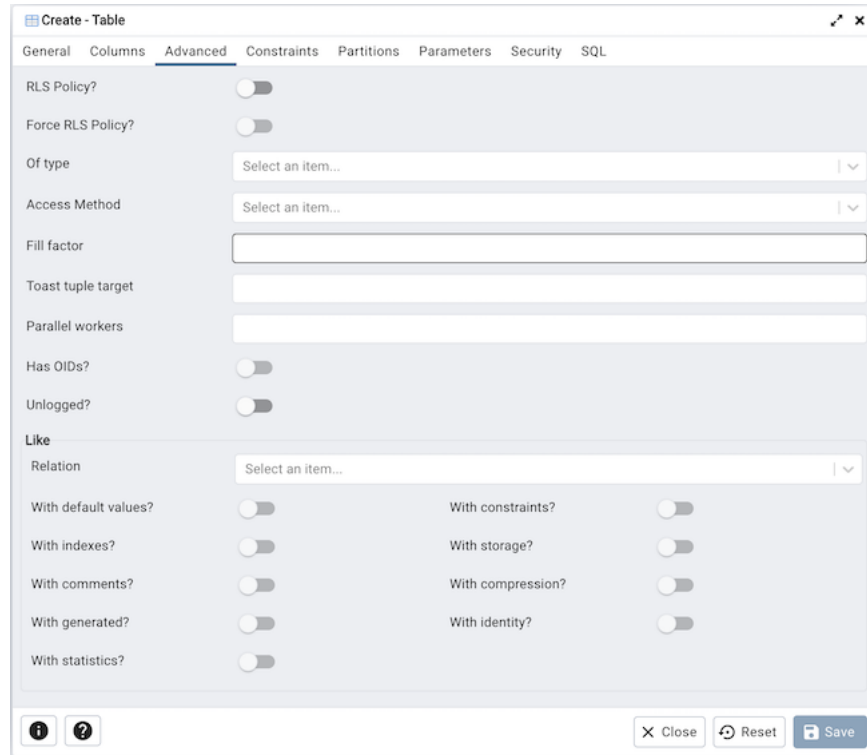 Create - Table
General Columns Advanced Constraints Partitions Parameters Security SQL
RLS Policy?
Force RLS Policy?
Of type Select an item...
Access Method Select an item...
Fill factor
Toast tuple target
Parallel workers
Has OIDs?
Unlogged?
Like
Relation Select an item...
With default values? With constraints?
With indexes? With storage?
With comments? With compression?
With generated? With identity?
With statistics?
Close Reset Save